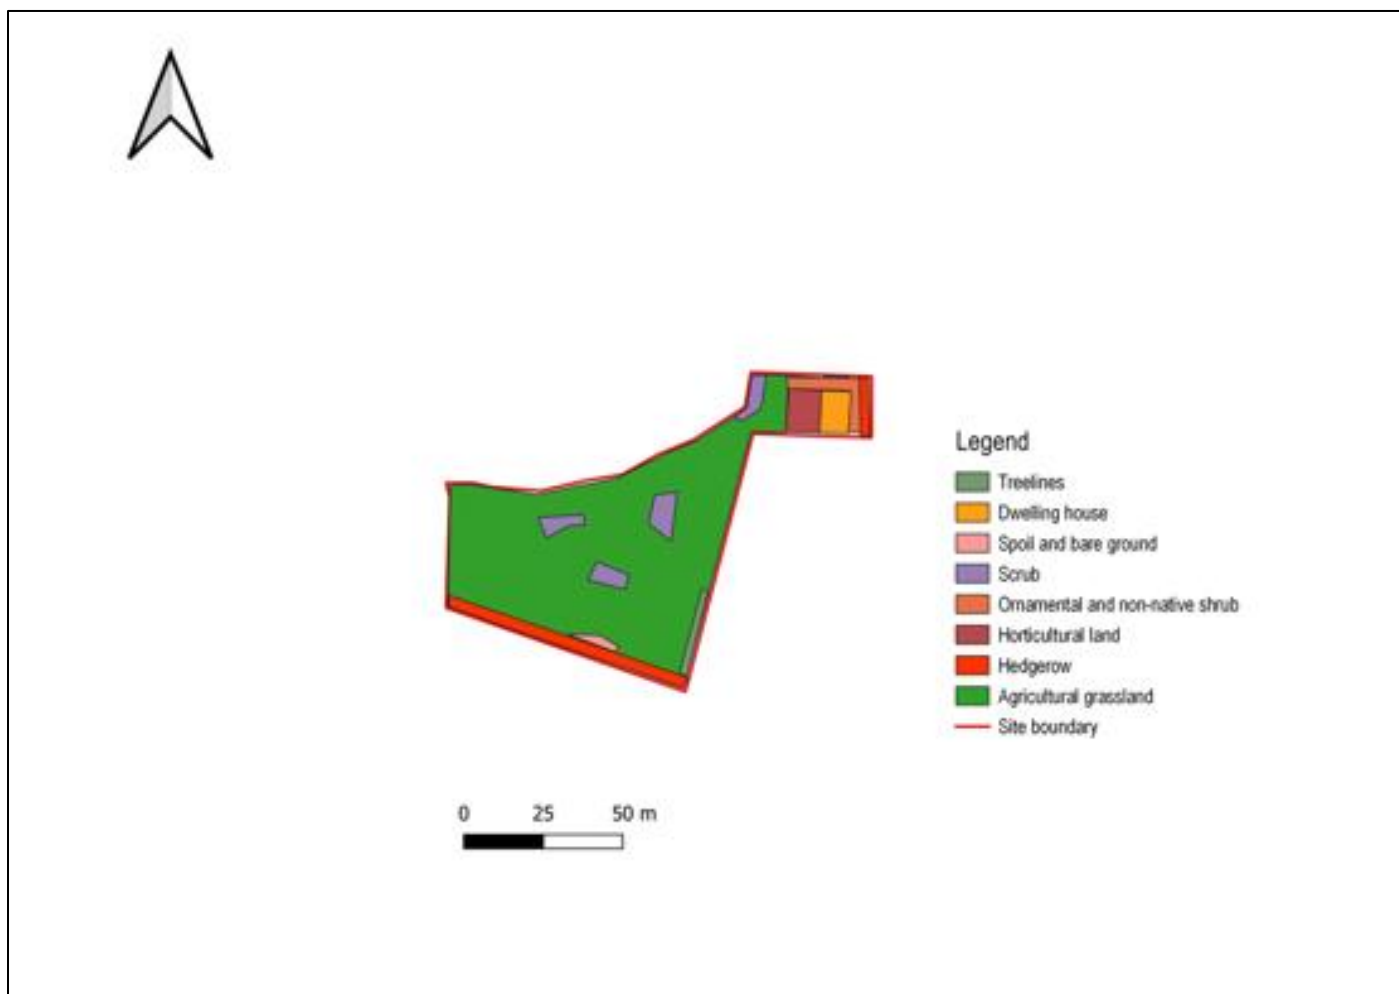 Legend
Treelines
Dwelling house
Spoil and bare ground
Scrub
Ornamental and non-native shrub
Horticultural land
Hedgerow
Agricultural grassland
Site boundary
0 25 50 m